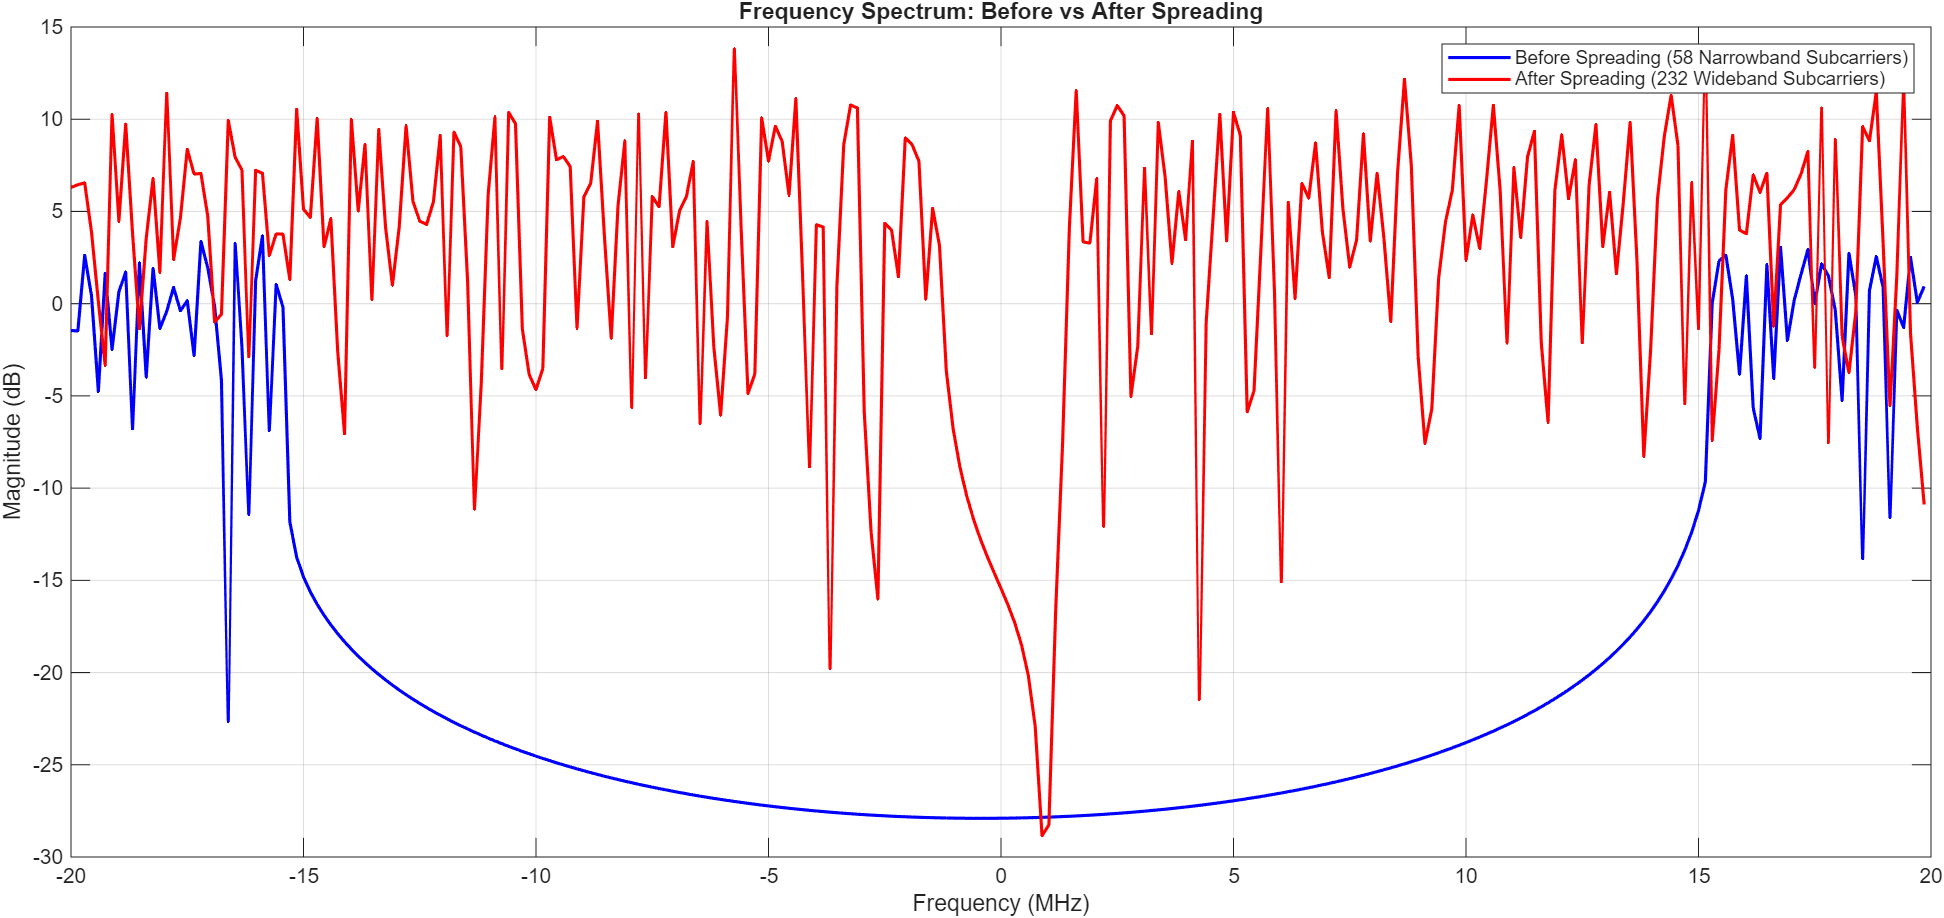 Frequency Spectrum: Before vs After Spreading
Before Spreading (58 Narrowband Subcarriers)
After Spreading (232 Wideband Subcarriers)
15
10
5
0
-5
-10
-15
-20
-25
-30
Magnitude (dB)
-20 -15 -10 -5 0 5 10 15 20
Frequency (MHz)